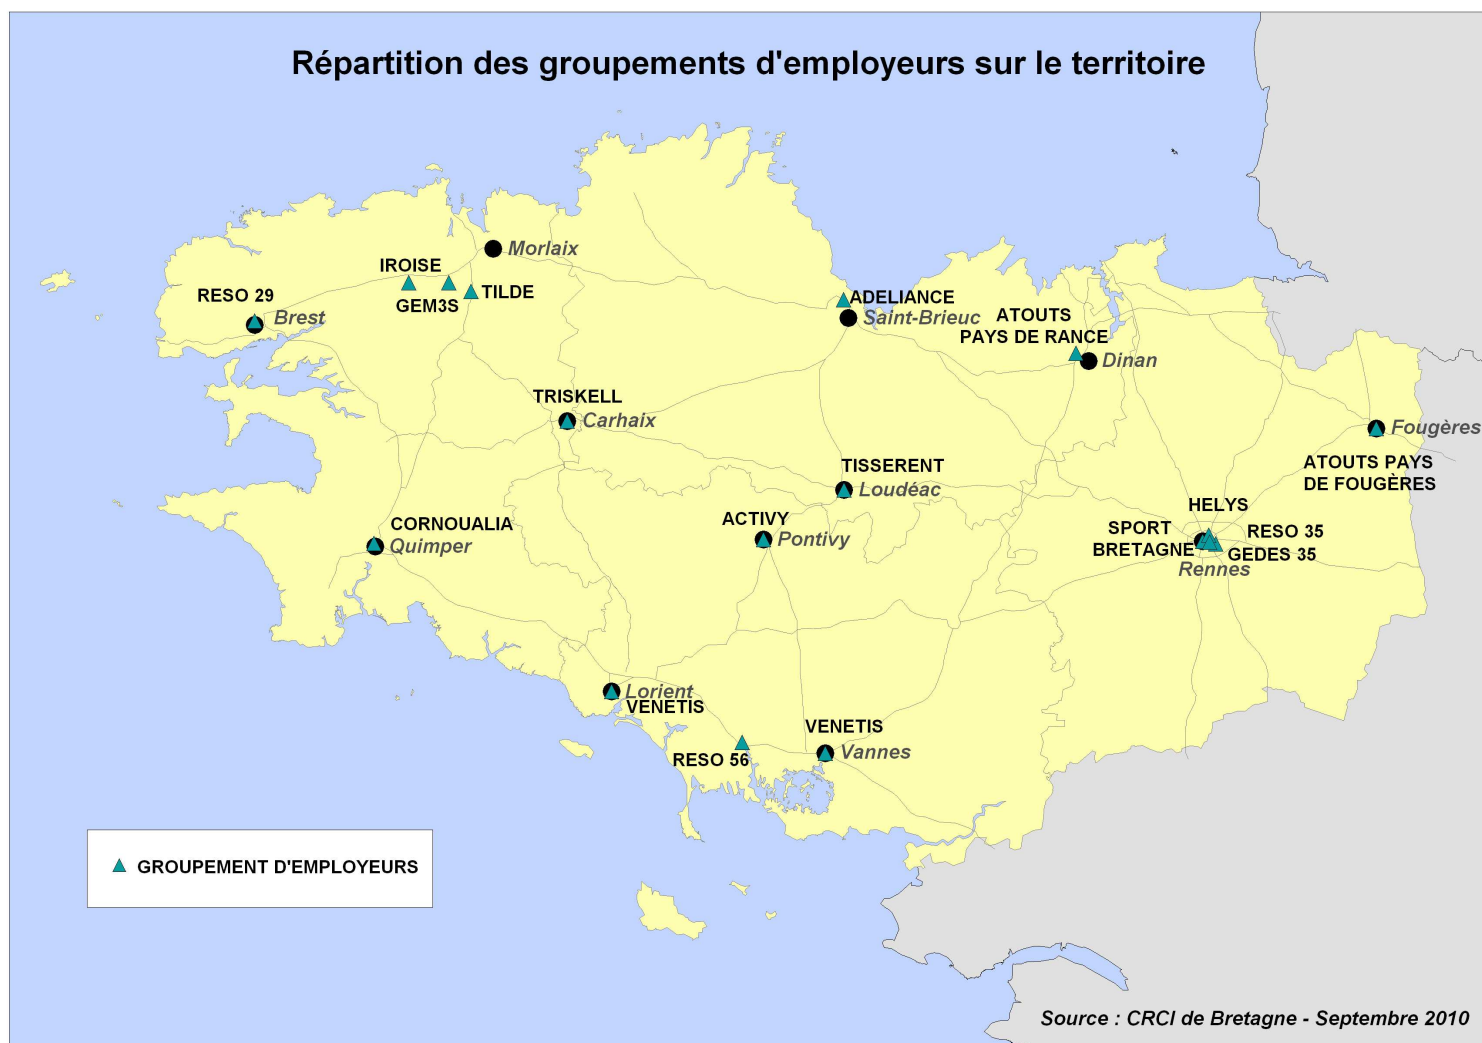 Répartition des groupements d'employeurs sur le territoire
Morlaix
IROISE
RESO 29
GEM3S
TILDE
Brest
ADELIANCE
Saint-Brieuc
ATOUTS
PAYS DE RANCE
Dinan
TRISKELL
Carhaix
Fougères
ATOUTS PAYS
DE FOUGÈRES
TISSERENT
Loudéac
HELYS
ACTIVY
Pontivy
CORNOUALIA
Quimper
SPORT
BRETAGNE
RESO 35
GEDES 35
Rennes
Lorient
VENETIS
VENETIS
Vannes
RESO 56
GROUPEMENT D'EMPLOYEURS
Source : CRCI de Bretagne - Septembre 2010